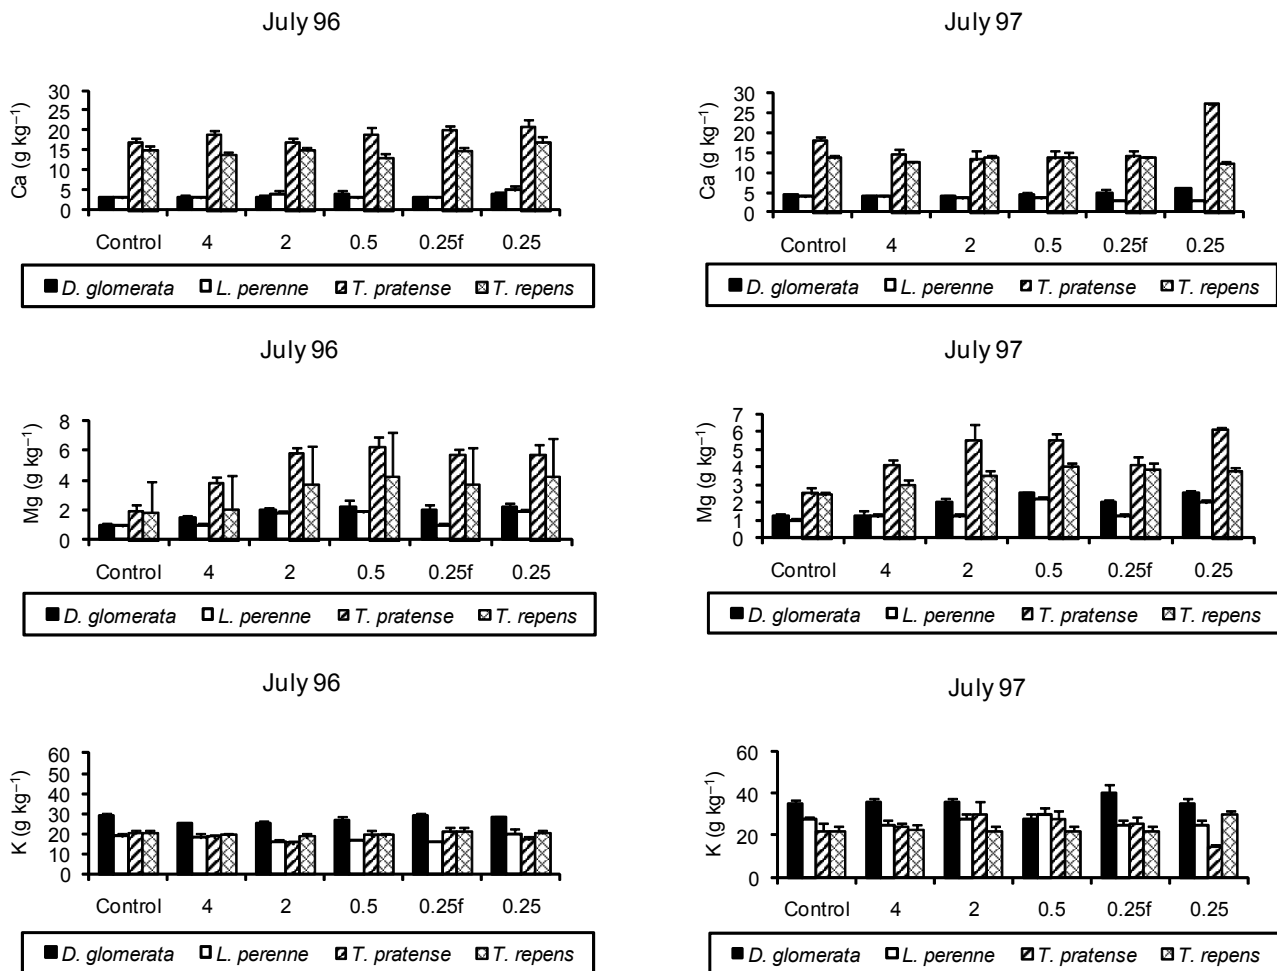 July 96
Ca (g kg⁻¹)
30
25
20
15
10
5
0
Control 4 2 0.5 0.25f 0.25
D. glomerata L. perenne T. pratense T. repens
July 97
Ca (g kg⁻¹)
30
25
20
15
10
5
0
Control 4 2 0.5 0.25f 0.25
D. glomerata L. perenne T. pratense T. repens
July 96
Mg (g kg⁻¹)
8
6
4
2
0
Control 4 2 0.5 0.25f 0.25
D. glomerata L. perenne T. pratense T. repens
July 97
Mg (g kg⁻¹)
7
6
5
4
3
2
1
0
Control 4 2 0.5 0.25f 0.25
D. glomerata L. perenne T. pratense T. repens
July 96
K (g kg⁻¹)
60
50
40
30
20
10
0
Control 4 2 0.5 0.25f 0.25
D. glomerata L. perenne T. pratense T. repens
July 97
K (g kg⁻¹)
60
40
20
0
Control 4 2 0.5 0.25f 0.25
D. glomerata L. perenne T. pratense T. repens